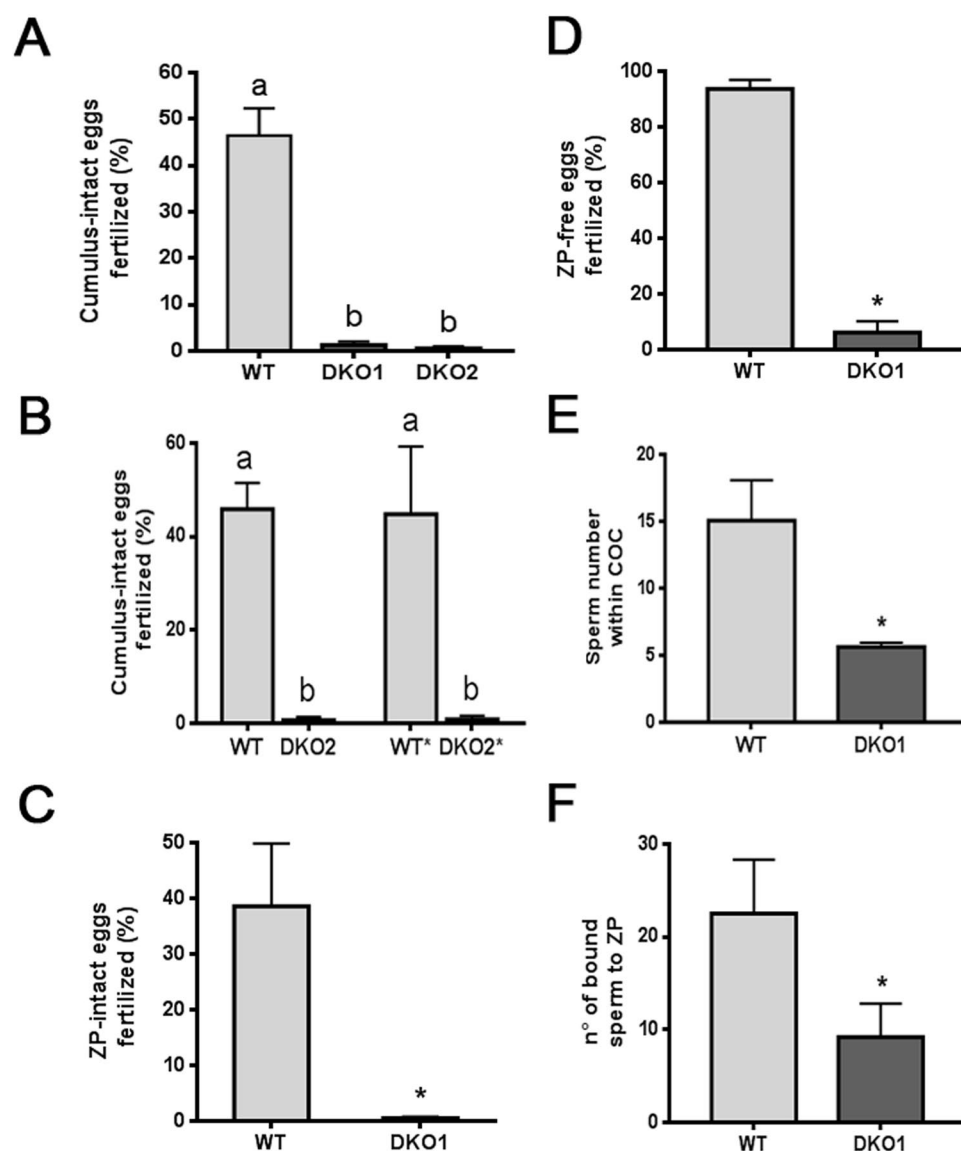 A
Cumulus-intact eggs
fertilized (%)
60
50
40
30
20
10
0
a
b
b
WT
DKO1
DKO2
B
Cumulus-intact eggs
fertilized (%)
60
40
20
0
a
b
a
b
WT
DKO2
WT*
DKO2*
C
ZP-intact eggs
fertilized (%)
50
40
30
20
10
0
*
WT
DKO1
D
ZP-free eggs
fertilized (%)
100
80
60
40
20
0
*
WT
DKO1
E
Sperm number
within COC
20
15
10
5
0
*
WT
DKO1
F
n° of bound
sperm to ZP
30
20
10
0
*
WT
DKO1